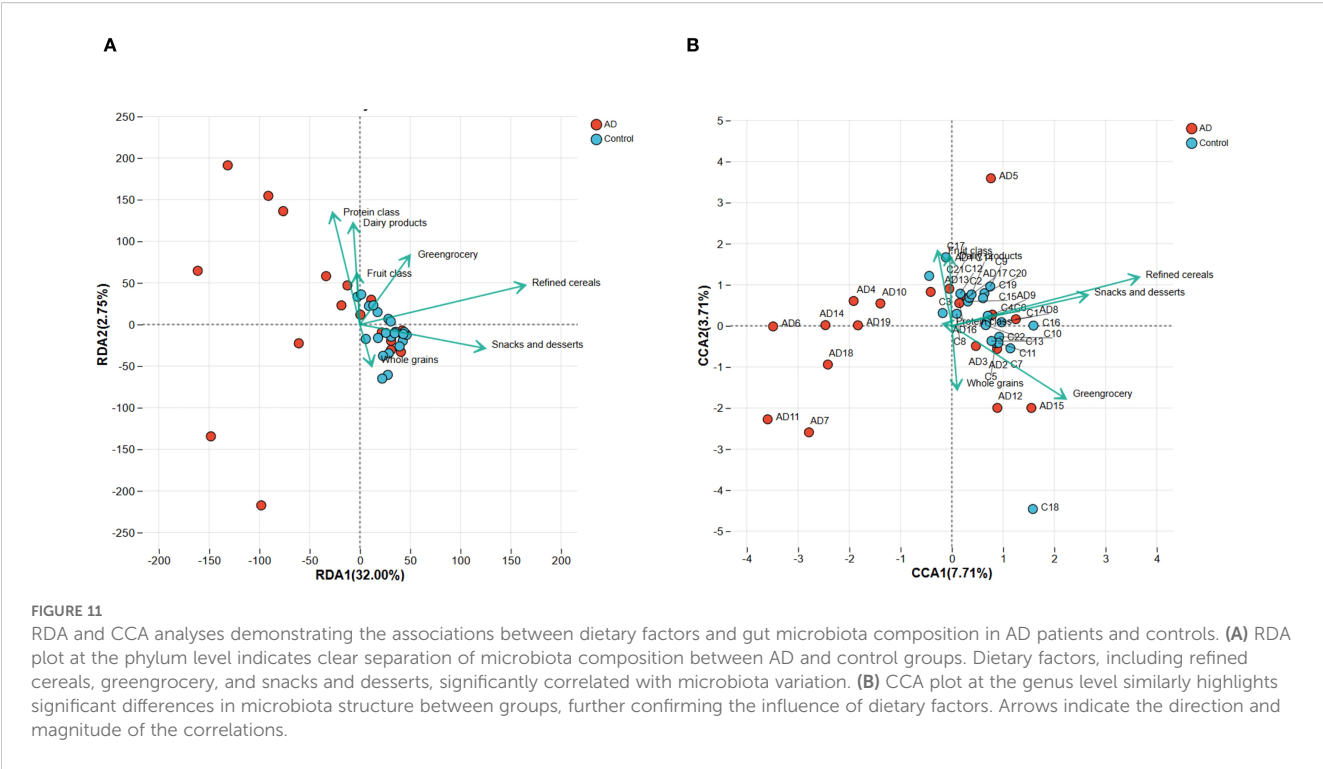 A
B
250
200
150
100
50
0
-50
-100
-150
-200
-250
RDA2(2.75%)
-200
-150
-100
-50
0
50
100
150
200
RDA1(32.00%)
AD
Control
Protein class
Dairy products
Greengrocery
Fruit class
Refined cereals
Snacks and desserts
Whole grains
5
4
3
2
1
0
-1
-2
-3
-4
-5
CCA2(3.71%)
-4
-3
-2
-1
0
1
2
3
4
CCA1(7.71%)
AD
Control
AD5
C17
Fruit class
Dairy products
C9
C21
C12
AD17
C20
AD13
C2
C19
Refined cereals
Snacks and desserts
AD4
AD10
C3
C15
AD9
C4
C6
C1
AD8
AD6
AD14
AD19
Protein class
C16
AD16
C10
C8
C22
C13
C11
AD18
AD3
AD2
C7
C5
Whole grains
Greengrocery
AD12
AD15
AD11
AD7
C18
FIGURE 11
RDA and CCA analyses demonstrating the associations between dietary factors and gut microbiota composition in AD patients and controls. (A) RDA
plot at the phylum level indicates clear separation of microbiota composition between AD and control groups. Dietary factors, including refined
cereals, greengrocery, and snacks and desserts, significantly correlated with microbiota variation. (B) CCA plot at the genus level similarly highlights
significant differences in microbiota structure between groups, further confirming the influence of dietary factors. Arrows indicate the direction and
magnitude of the correlations.